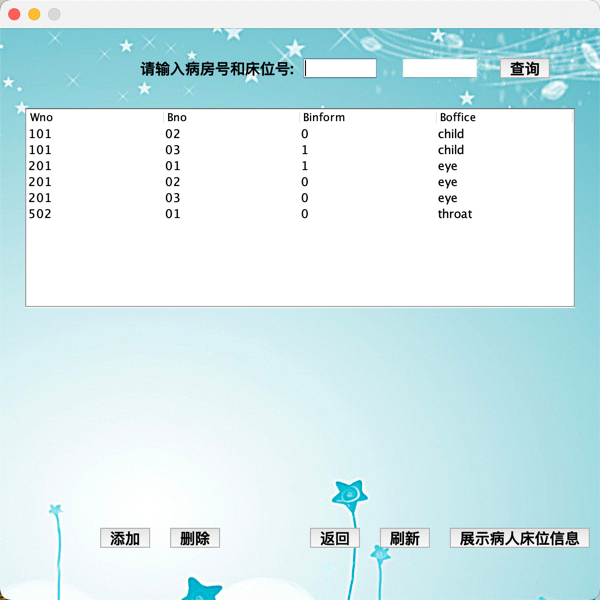 请输入病房号和床位号: 查询
Wno Bno Binform Boffice
101 02 0 child
101 03 1 child
201 01 1 eye
201 02 0 eye
201 03 0 eye
502 01 0 throat
添加 删除 返回 刷新 展示病人床位信息